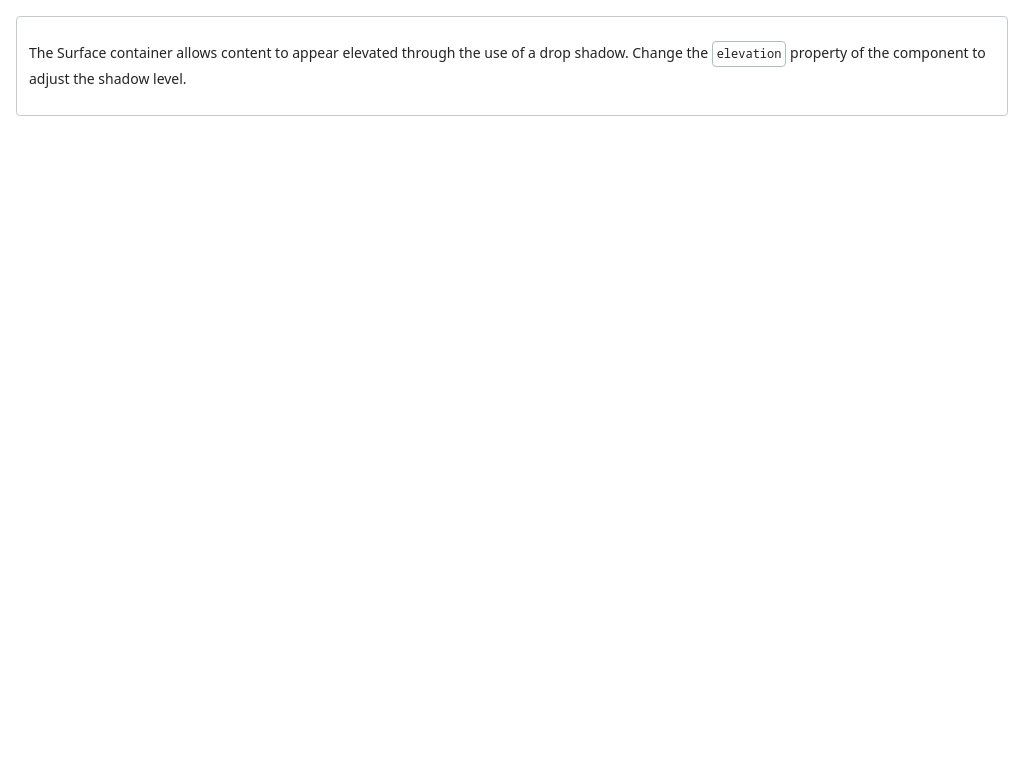 The Surface container allows content to appear elevated through the use of a drop shadow. Change the elevation property of the component to
adjust the shadow level.